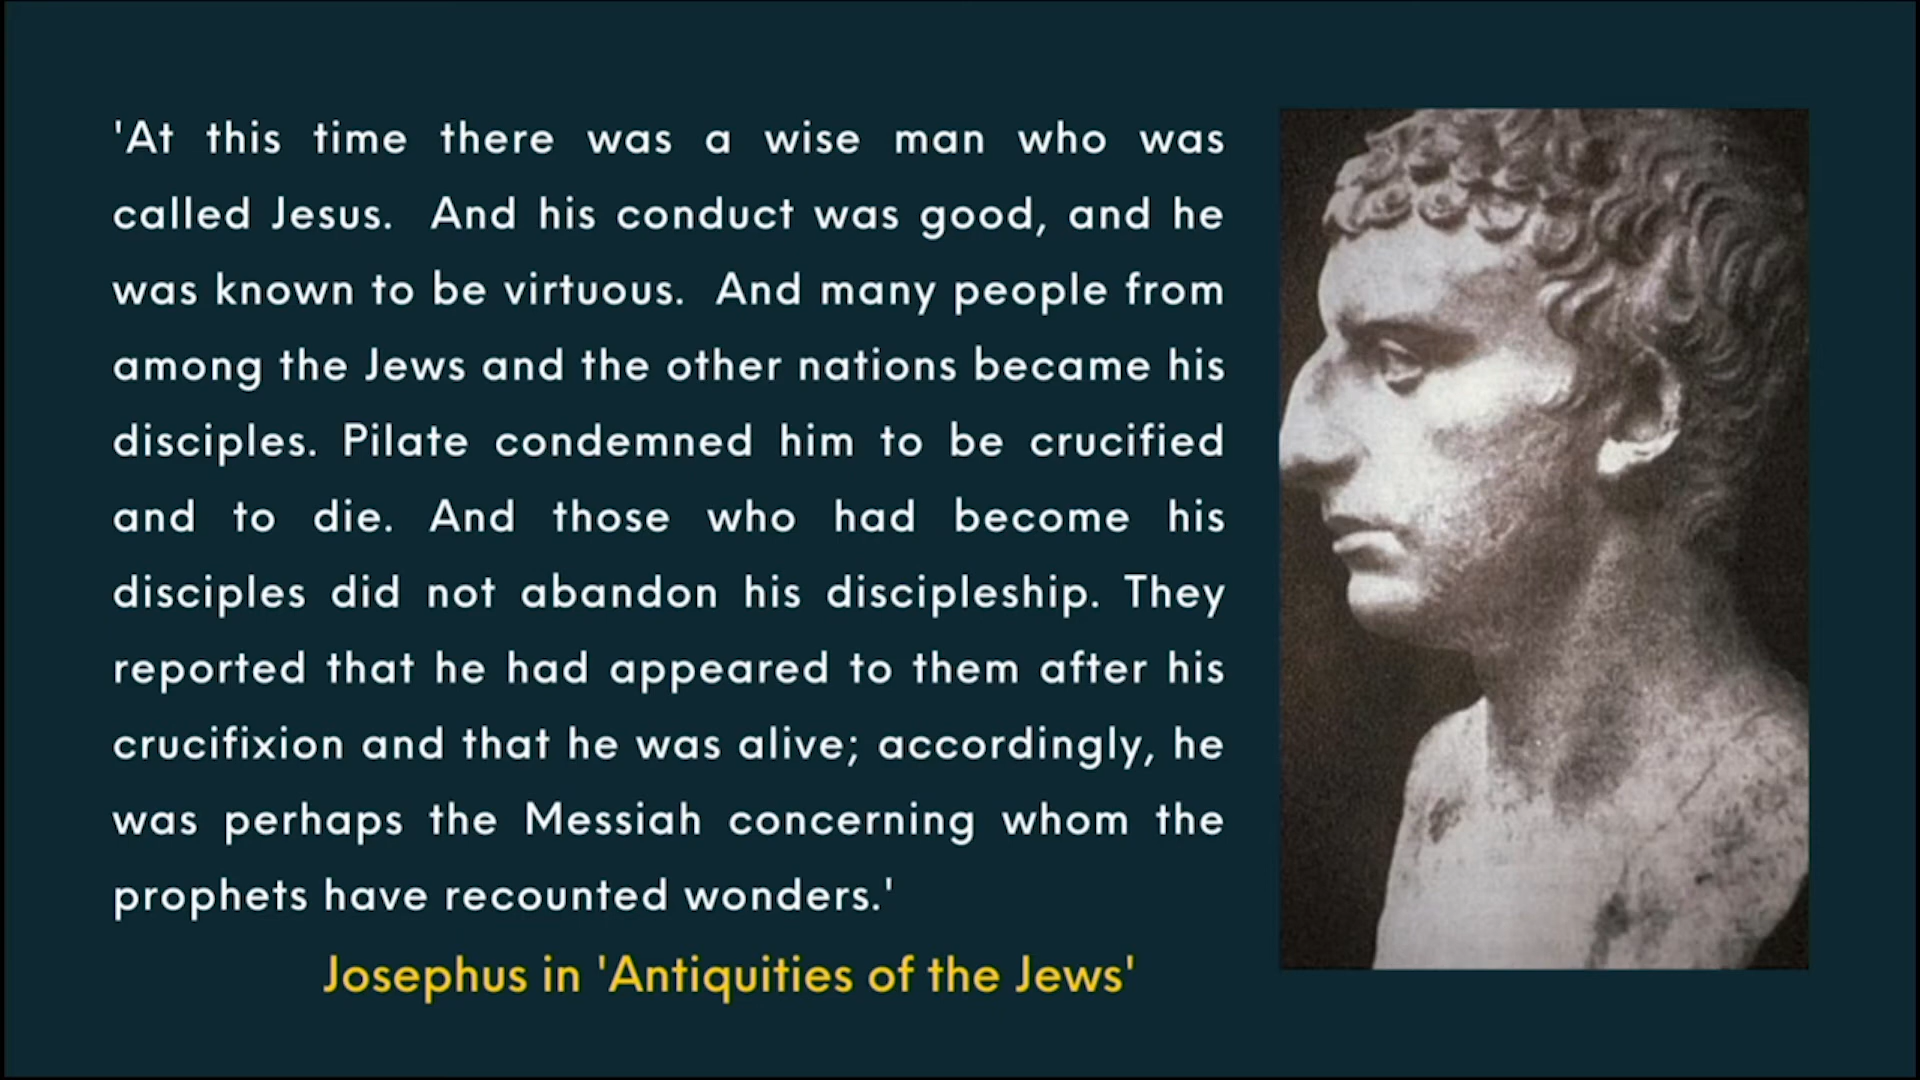 'At this time there was a wise man who was
called Jesus. And his conduct was good, and he
was known to be virtuous. And many people from
among the Jews and the other nations became his
disciples. Pilate condemned him to be crucified
and to die. And those who had become his
disciples did not abandon his discipleship. They
reported that he had appeared to them after his
crucifixion and that he was alive; accordingly, he
was perhaps the Messiah concerning whom the
prophets have recounted wonders.'
Josephus in 'Antiquities of the Jews'